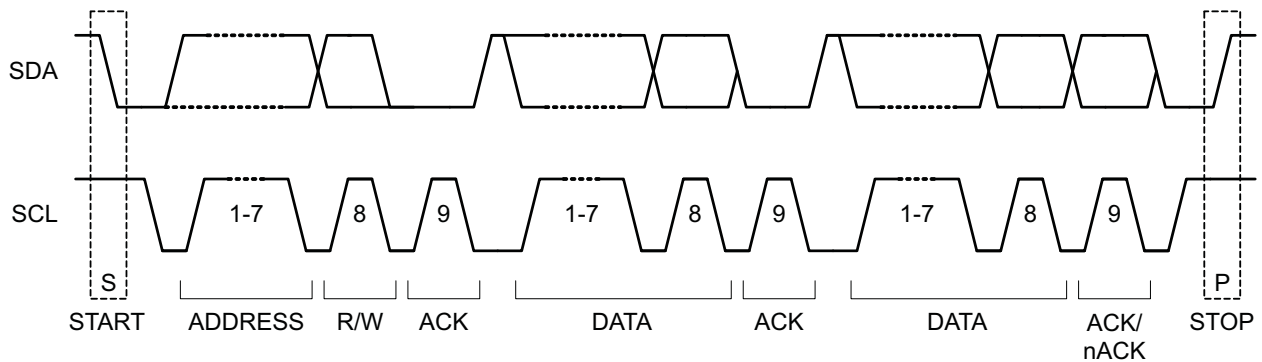 SDA
SCL
1-7
8
9
1-7
8
9
1-7
8
9
S
P
START
ADDRESS
R/W
ACK
DATA
ACK
DATA
ACK/
nACK
STOP